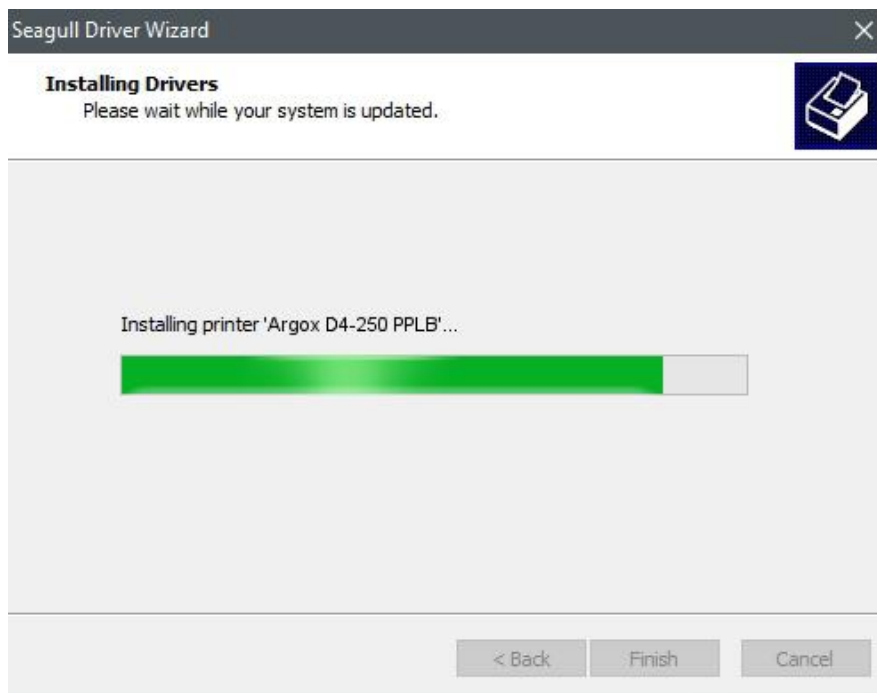 Seagull Driver Wizard
Installing Drivers
Please wait while your system is updated.
Installing printer 'Argox D4-250 PPLB'...
< Back Finish Cancel